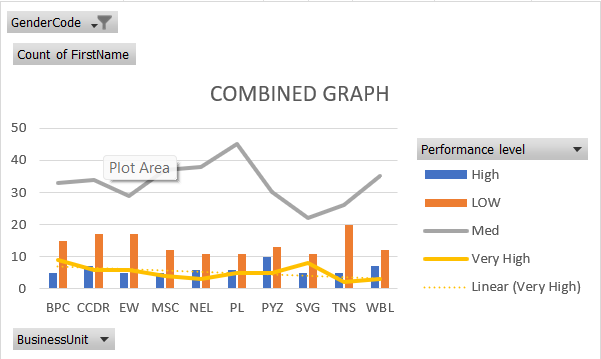 GenderCode
Count of FirstName
COMBINED GRAPH
50
40
30
20
10
0
Plot Area
BPC CCDR EW MSC NEL PL PYZ SVG TNS WBL
Performance level
High
LOW
Med
Very High
Linear (Very High)
BusinessUnit